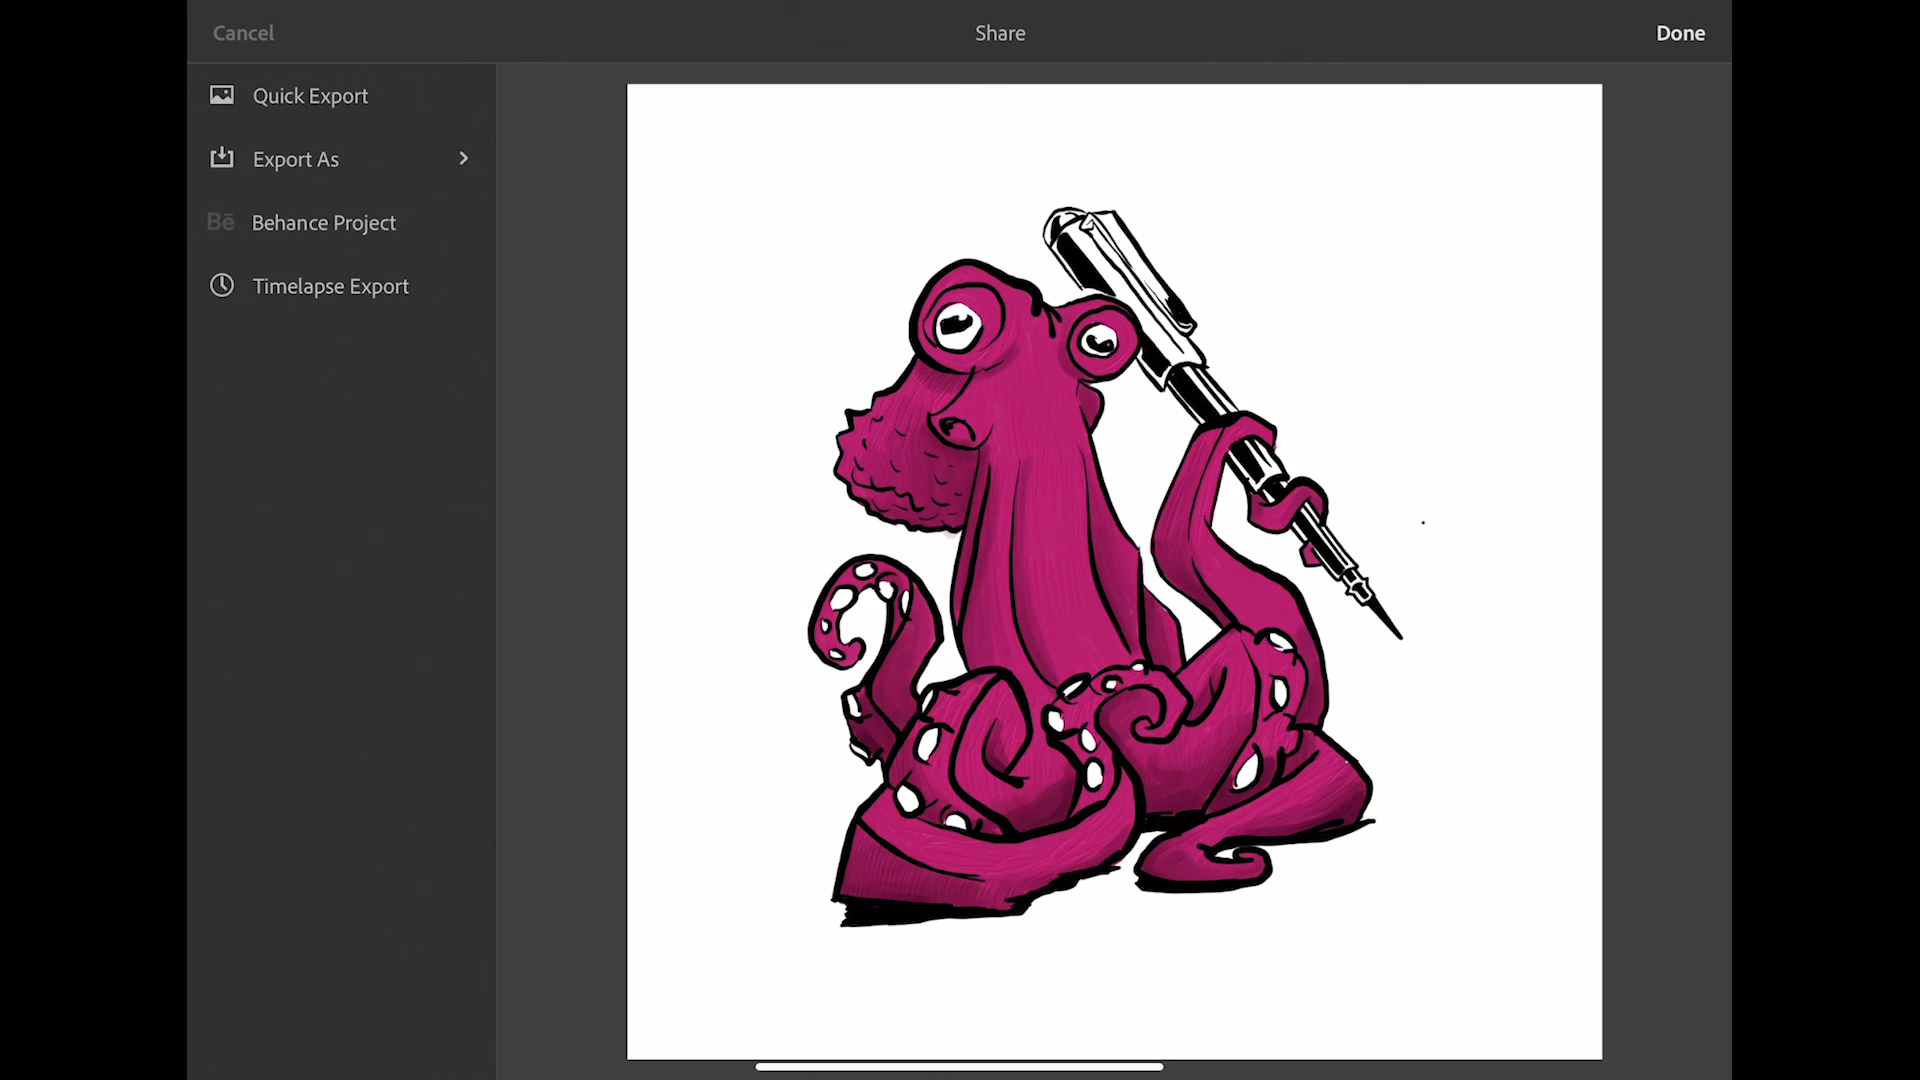 Cancel
Share
Done
Quick Export
Export As
Bē Behance Project
Timelapse Export